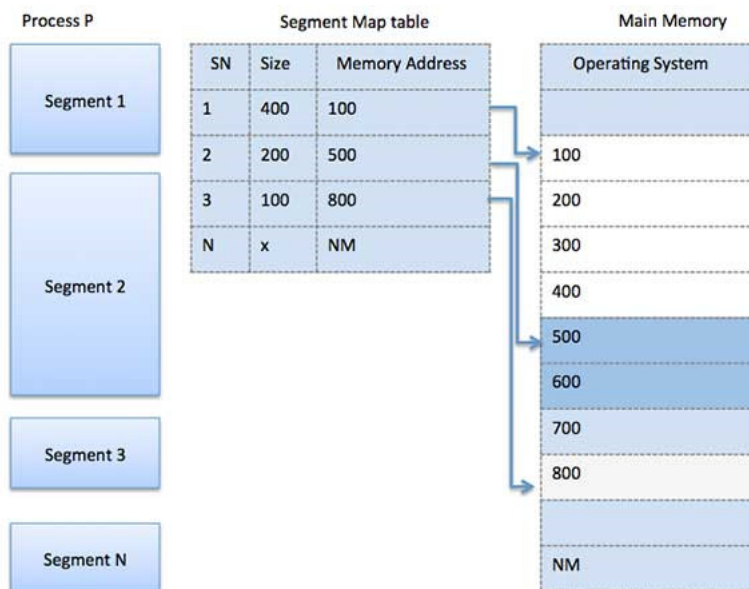 Process P
Segment 1
Segment 2
Segment 3
Segment N
Segment Map table
SN Size Memory Address
1 400 100
2 200 500
3 100 800
N x NM
Main Memory
Operating System
100
200
300
400
500
600
700
800
NM